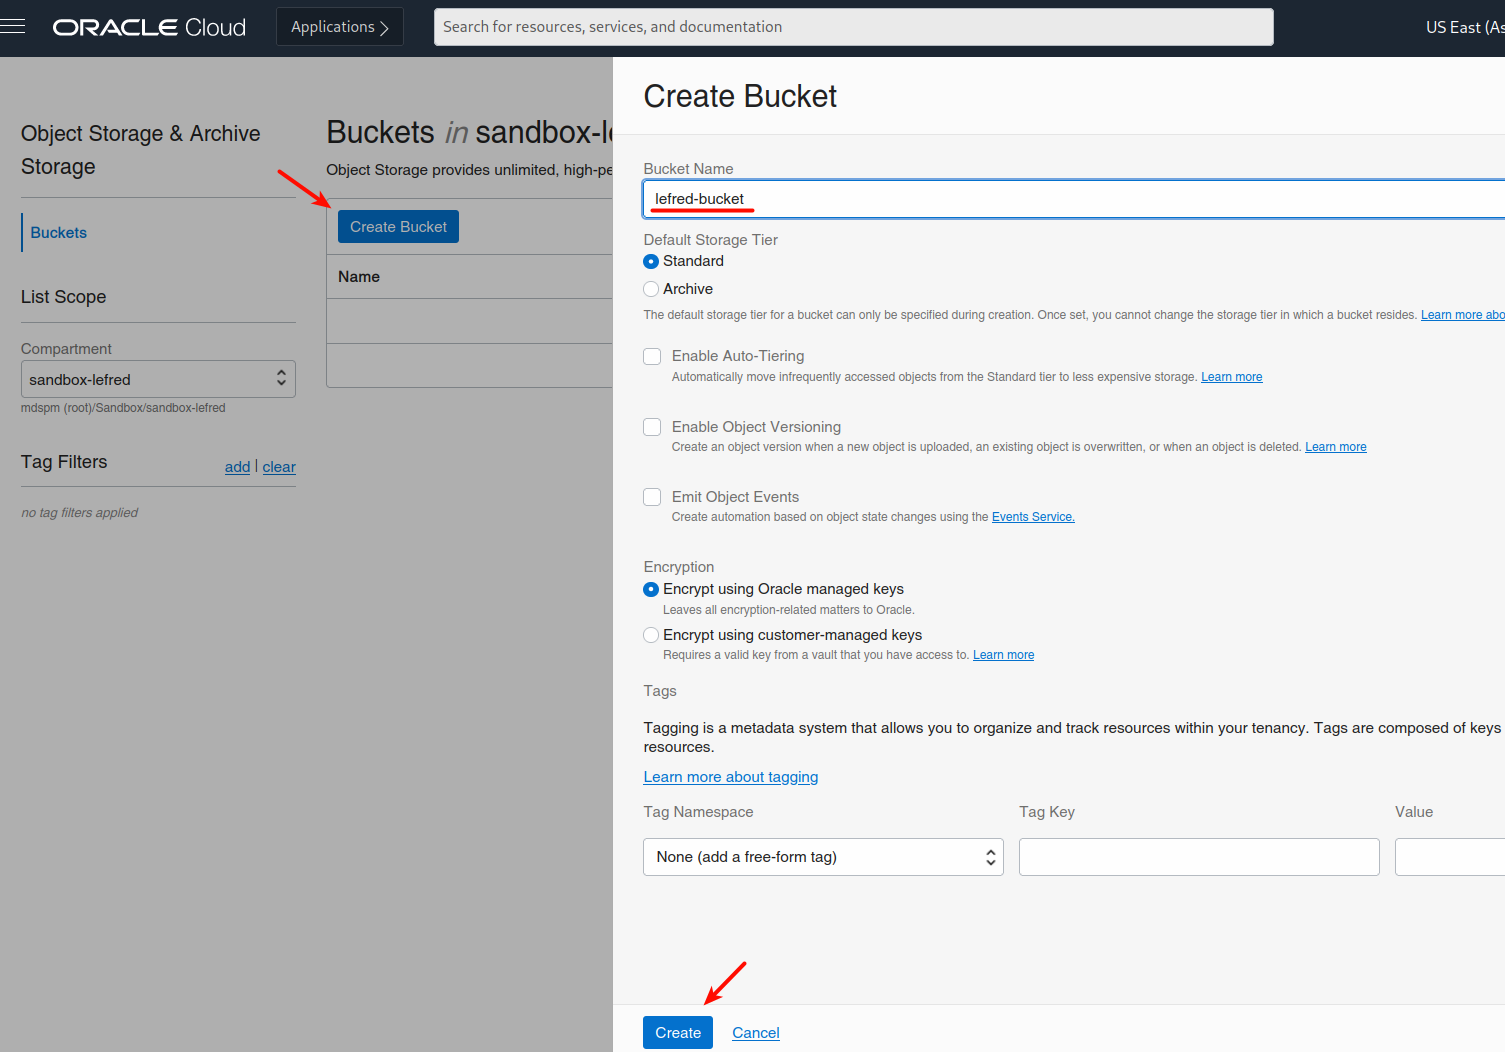 ORACLE Cloud
Applications
Search for resources, services, and documentation
US East (As
Object Storage & Archive
Storage
Buckets
List Scope
Compartment
sandbox-lefred
mdspm (root)/Sandbox/sandbox-lefred
Tag Filters
add | clear
no tag filters applied
Buckets in sandbox-le
Object Storage provides unlimited, high-pe
Create Bucket
Name
Create Bucket
Bucket Name
lefred-bucket
Default Storage Tier
Standard
Archive
The default storage tier for a bucket can only be specified during creation. Once set, you cannot change the storage tier in which a bucket resides. Learn more abo
Enable Auto-Tiering
Automatically move infrequently accessed objects from the Standard tier to less expensive storage. Learn more
Enable Object Versioning
Create an object version when a new object is uploaded, an existing object is overwritten, or when an object is deleted. Learn more
Emit Object Events
Create automation based on object state changes using the Events Service.
Encryption
Encrypt using Oracle managed keys
Leaves all encryption-related matters to Oracle.
Encrypt using customer-managed keys
Requires a valid key from a vault that you have access to. Learn more
Tags
Tagging is a metadata system that allows you to organize and track resources within your tenancy. Tags are composed of keys
resources.
Learn more about tagging
Tag Namespace
Tag Key
Value
None (add a free-form tag)
Create
Cancel